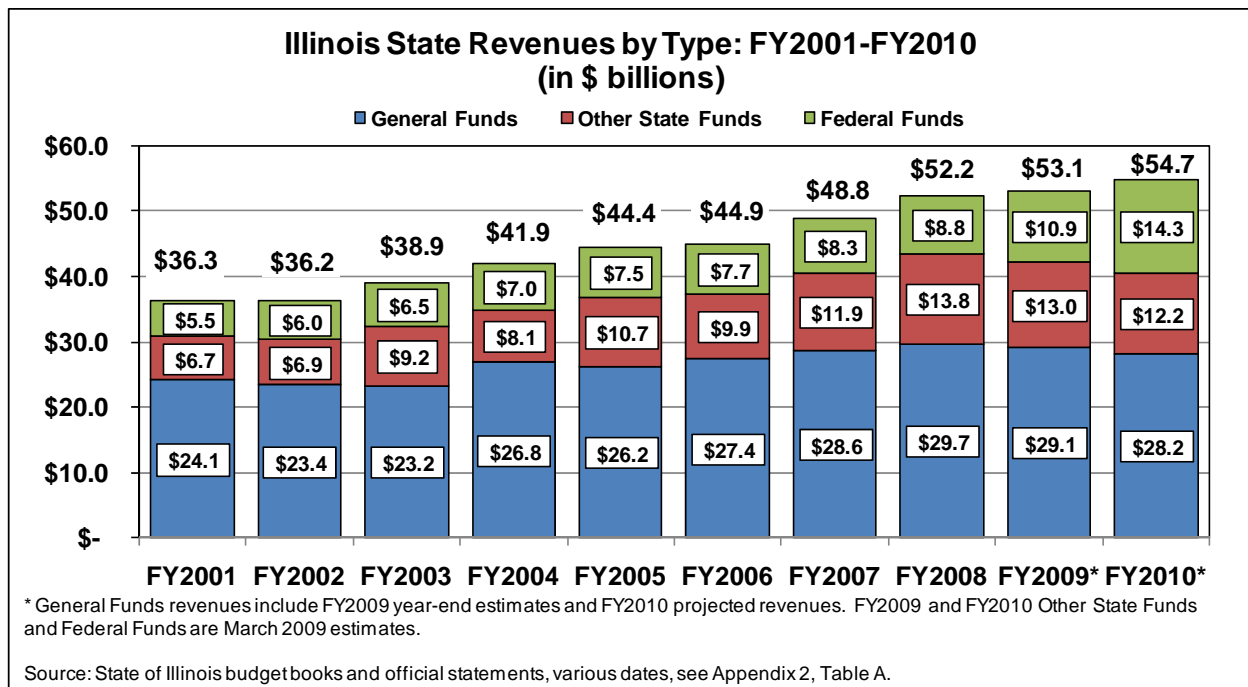 Illinois State Revenues by Type: FY2001-FY2010
(in $ billions)
General Funds Other State Funds Federal Funds
$60.0
$50.0
$40.0
$30.0
$20.0
$10.0
$-
$36.3 $36.2 $38.9 $41.9 $44.4 $44.9 $48.8 $52.2 $53.1 $54.7
$5.5 $6.0 $6.5 $7.0 $7.5 $7.7 $8.3 $8.8 $10.9 $14.3
$6.7 $6.9 $9.2 $8.1 $10.7 $9.9 $11.9 $13.8 $13.0 $12.2
$24.1 $23.4 $23.2 $26.8 $26.2 $27.4 $28.6 $29.7 $29.1 $28.2
FY2001 FY2002 FY2003 FY2004 FY2005 FY2006 FY2007 FY2008 FY2009* FY2010*
* General Funds revenues include FY2009 year-end estimates and FY2010 projected revenues. FY2009 and FY2010 Other State Funds
and Federal Funds are March 2009 estimates.
Source: State of Illinois budget books and official statements, various dates, see Appendix 2, Table A.